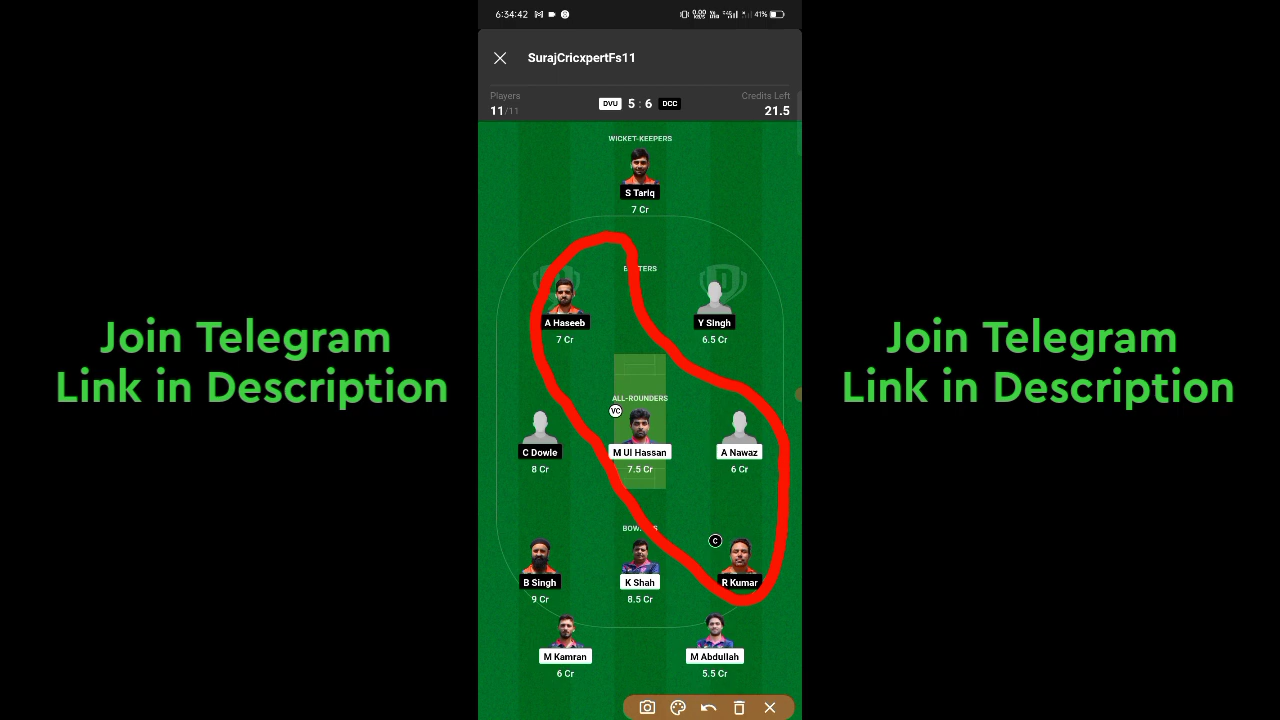 6:34:42
41%
SurajCricxpertFs11
Players
11/11
DVU 5 : 6 DCC
Credits Left
21.5
WICKET-KEEPERS
S Tariq
7 Cr
A Haseeb
7 Cr
Y Singh
6.5 Cr
ALL-ROUNDERS
C Dowle
8 Cr
VC
M Ul Hassan
7.5 Cr
A Nawaz
6 Cr
B Singh
9 Cr
K Shah
8.5 Cr
C
R Kumar
M Kamran
6 Cr
M Abdullah
5.5 Cr
Join Telegram
Link in Description
Join Telegram
Link in Description